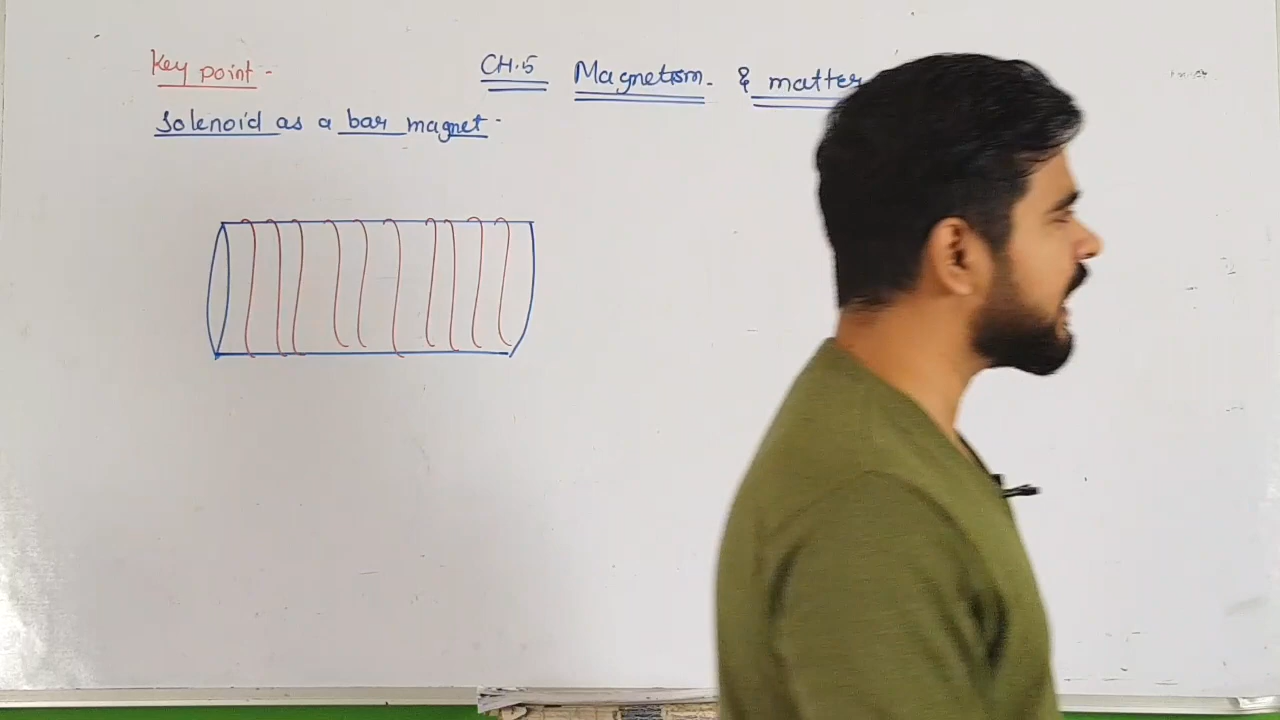 Key point -
CH.5 Magnetism. & matter
Solenoid as a bar magnet -